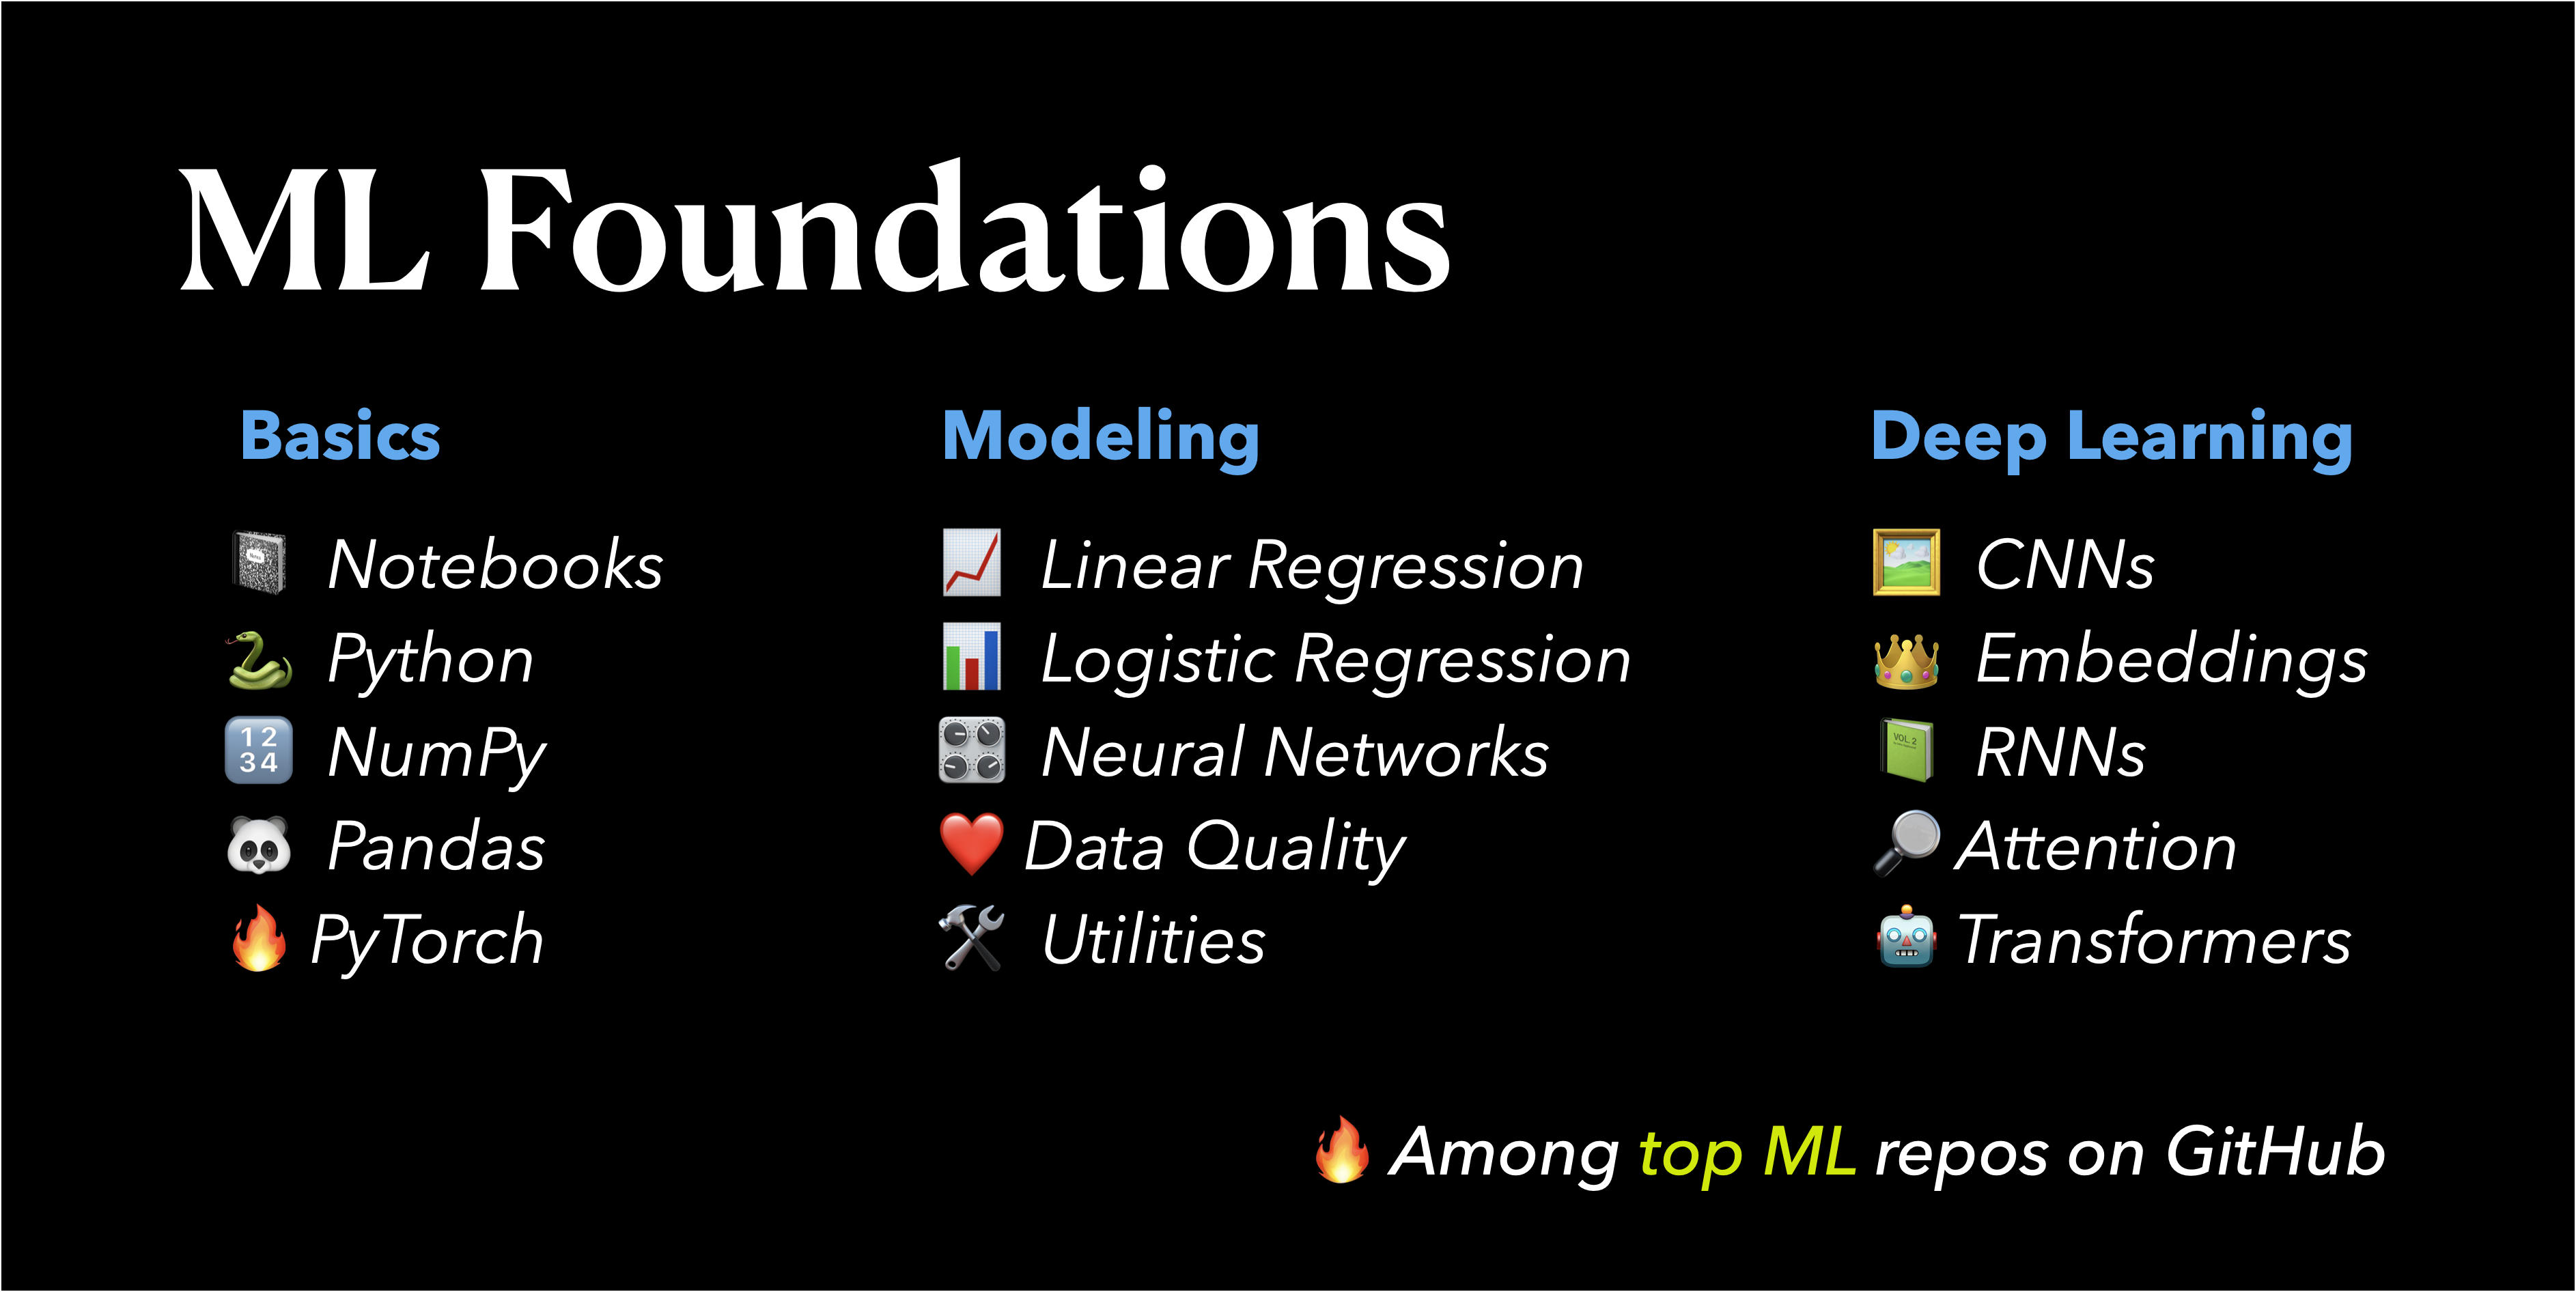 ML Foundations
Basics
Notebooks
Python
NumPy
Pandas
PyTorch
Modeling
Linear Regression
Logistic Regression
Neural Networks
Data Quality
Utilities
Deep Learning
CNNs
Embeddings
RNNs
Attention
Transformers
Among top ML repos on GitHub